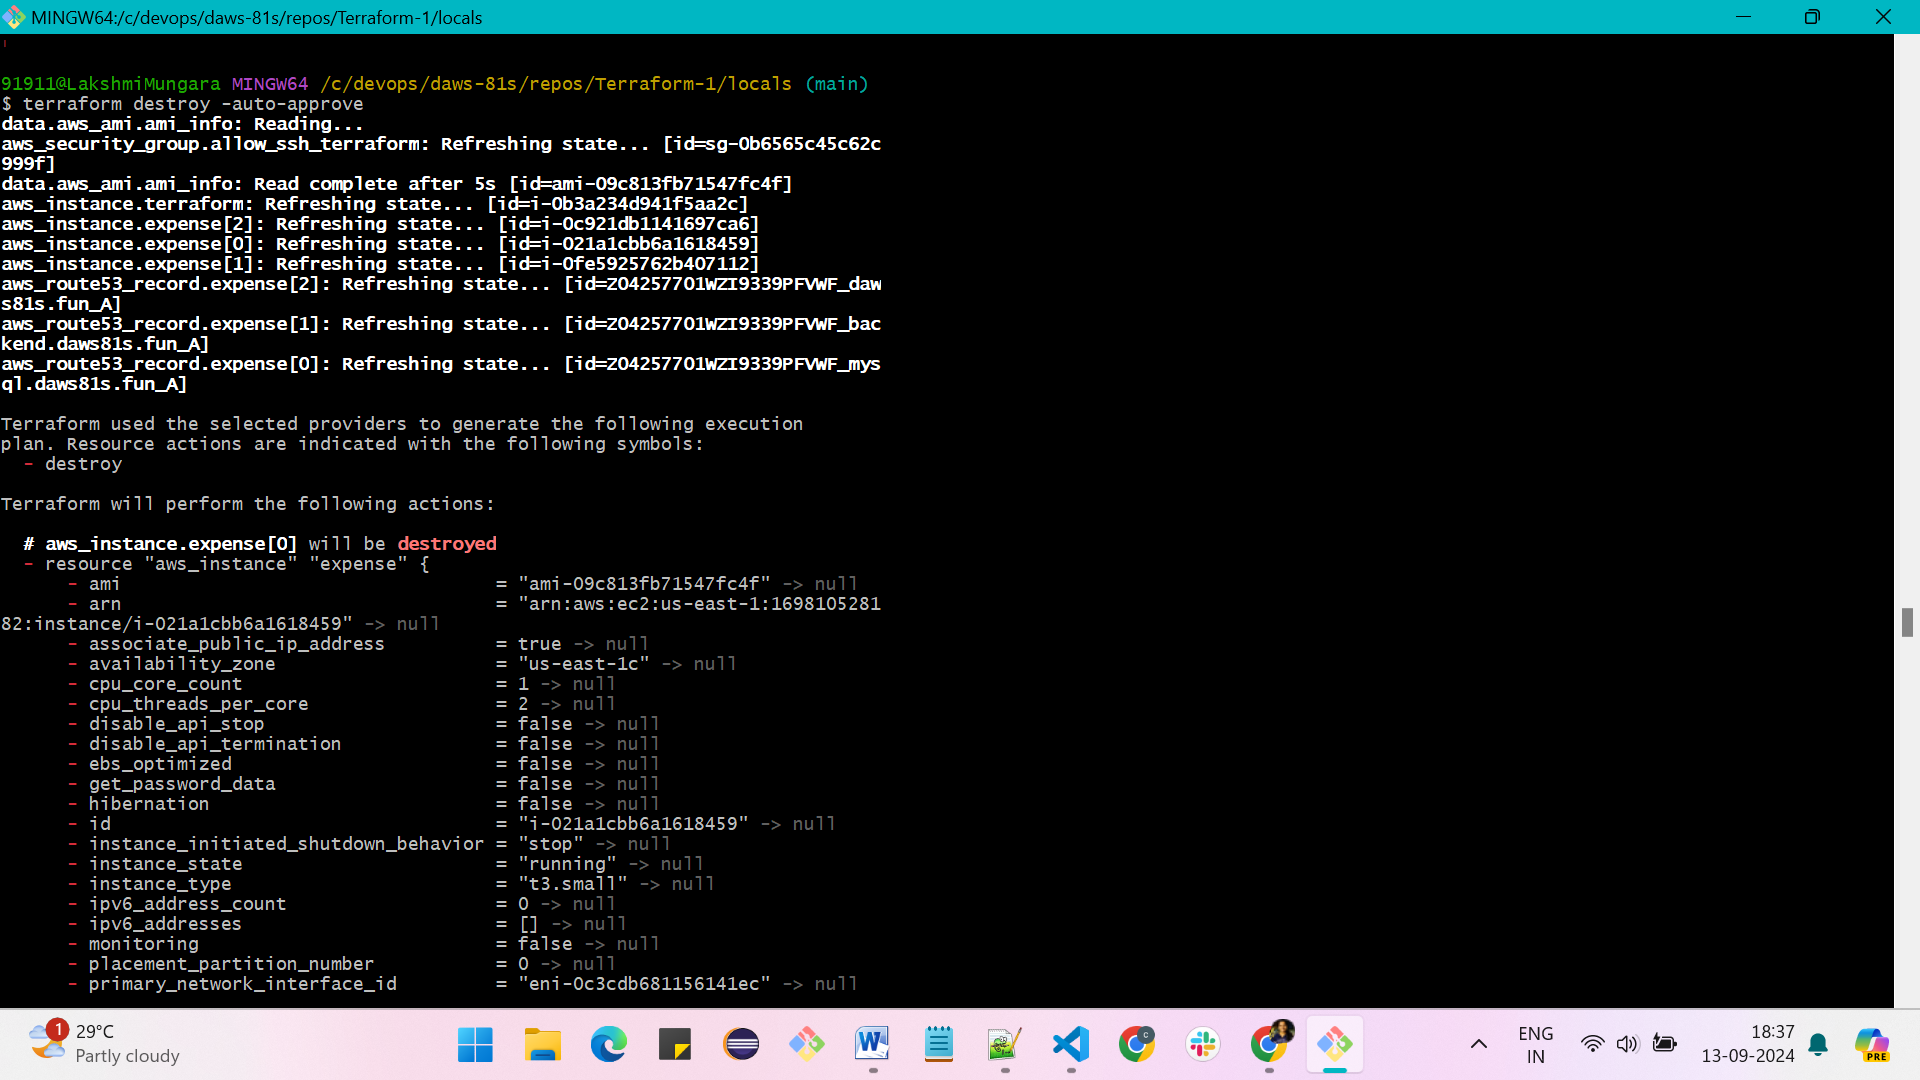 MINGW64:/c/devops/daws-81s/repos/Terraform-1/locals
91911@LakshmiMungara MINGW64 /c/devops/daws-81s/repos/Terraform-1/locals (main)
$ terraform destroy -auto-approve
data.aws_ami.ami_info: Reading...
aws_security_group.allow_ssh_terraform: Refreshing state... [id=sg-0b6565c45c62c
999f]
data.aws_ami.ami_info: Read complete after 5s [id=ami-09c813fb71547fc4f]
aws_instance.terraform: Refreshing state... [id=i-0b3a234d941f5aa2c]
aws_instance.expense[2]: Refreshing state... [id=i-0c921db1141697ca6]
aws_instance.expense[0]: Refreshing state... [id=i-021a1cbb6a1618459]
aws_instance.expense[1]: Refreshing state... [id=i-0fe5925762b407112]
aws_route53_record.expense[2]: Refreshing state... [id=Z04257701WZI9339PFVWF_daw
s81s.fun_A]
aws_route53_record.expense[1]: Refreshing state... [id=Z04257701WZI9339PFVWF_bac
kend.daws81s.fun_A]
aws_route53_record.expense[0]: Refreshing state... [id=Z04257701WZI9339PFVWF_mys
ql.daws81s.fun_A]
Terraform used the selected providers to generate the following execution
plan. Resource actions are indicated with the following symbols:
- destroy
Terraform will perform the following actions:
# aws_instance.expense[0] will be destroyed
- resource "aws_instance" "expense" {
- ami = "ami-09c813fb71547fc4f" -> null
- arn = "arn:aws:ec2:us-east-1:1698105281
82:instance/i-021a1cbb6a1618459" -> null
- associate_public_ip_address = true -> null
- availability_zone = "us-east-1c" -> null
- cpu_core_count = 1 -> null
- cpu_threads_per_core = 2 -> null
- disable_api_stop = false -> null
- disable_api_termination = false -> null
- ebs_optimized = false -> null
- get_password_data = false -> null
- hibernation = false -> null
- id = "i-021a1cbb6a1618459" -> null
- instance_initiated_shutdown_behavior = "stop" -> null
- instance_state = "running" -> null
- instance_type = "t3.small" -> null
- ipv6_address_count = 0 -> null
- ipv6_addresses = [] -> null
- monitoring = false -> null
- placement_partition_number = 0 -> null
- primary_network_interface_id = "eni-0c3cdb681156141ec" -> null
1
29°C
Partly cloudy
W
C
ENG
IN
18:37
13-09-2024
PRE